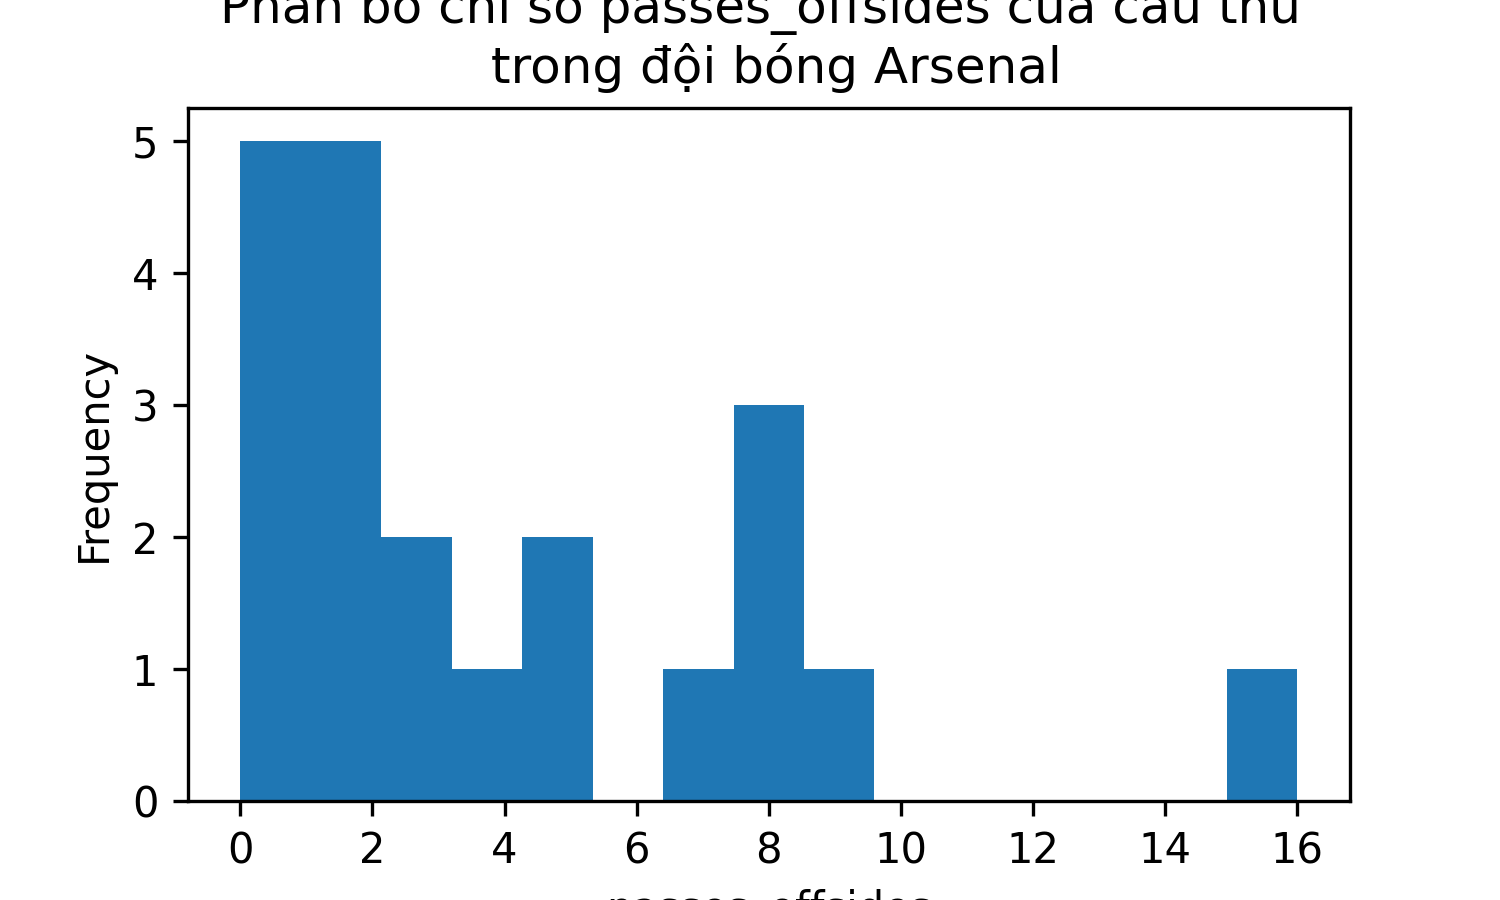 Phân bố chỉ số passes_offsides của cầu thủ
trong đội bóng Arsenal
5
4
3
2
1
0
Frequency
0 2 4 6 8 10 12 14 16
passes_offsides